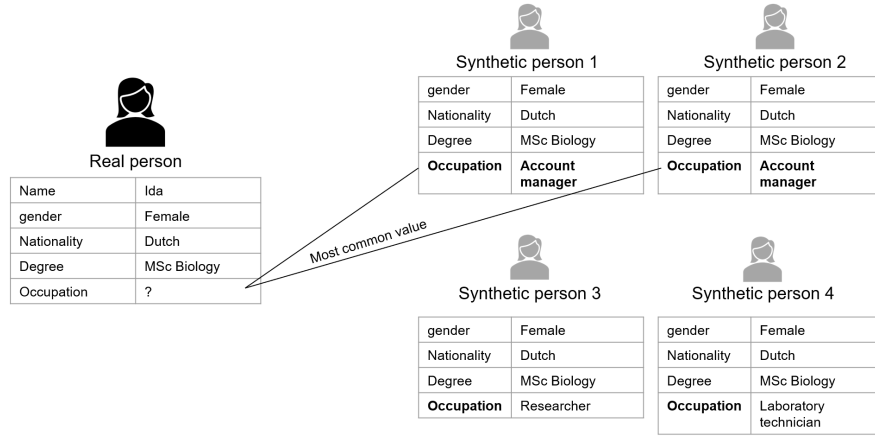 Real person
Name Ida
gender Female
Nationality Dutch
Degree MSc Biology
Occupation ?
Most common value
Synthetic person 1
gender Female
Nationality Dutch
Degree MSc Biology
Occupation Account
manager
Synthetic person 2
gender Female
Nationality Dutch
Degree MSc Biology
Occupation Account
manager
Synthetic person 3
gender Female
Nationality Dutch
Degree MSc Biology
Occupation Researcher
Synthetic person 4
gender Female
Nationality Dutch
Degree MSc Biology
Occupation Laboratory
technician